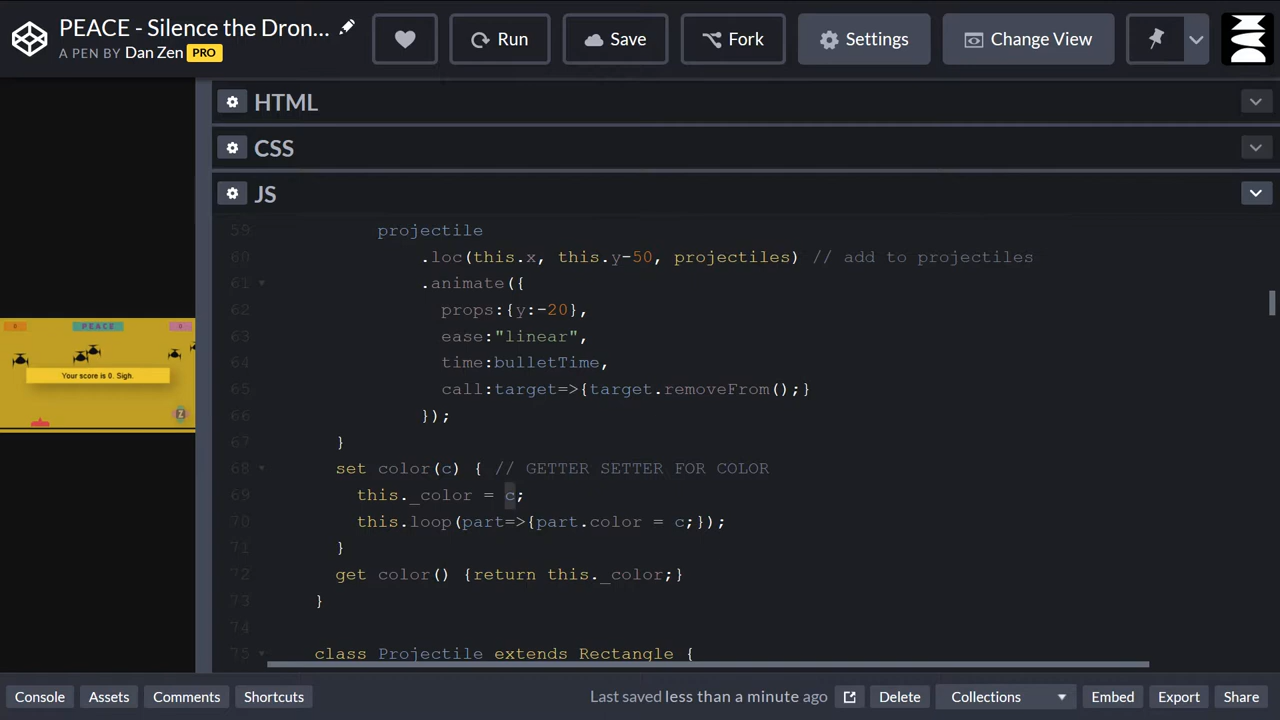 PEACE - Silence the Dron...
A PEN BY Dan Zen PRO
Run
Save
Fork
Settings
Change View
HTML
CSS
JS
59 projectile
60 .loc(this.x, this.y-50, projectiles) // add to projectiles
61 .animate({
62 props:{y:-20},
63 ease:"linear",
64 time:bulletTime,
65 call:target=>{target.removeFrom();}
66 });
67 }
68 set color(c) { // GETTER SETTER FOR COLOR
69 this._color = c;
70 this.loop(part=>{part.color = c;});
71 }
72 get color() {return this._color;}
73 }
74
75 class Projectile extends Rectangle {
0 PEACE 0
Your score is 0. Sigh.
Z
Console
Assets
Comments
Shortcuts
Last saved less than a minute ago
Delete
Collections
Embed
Export
Share